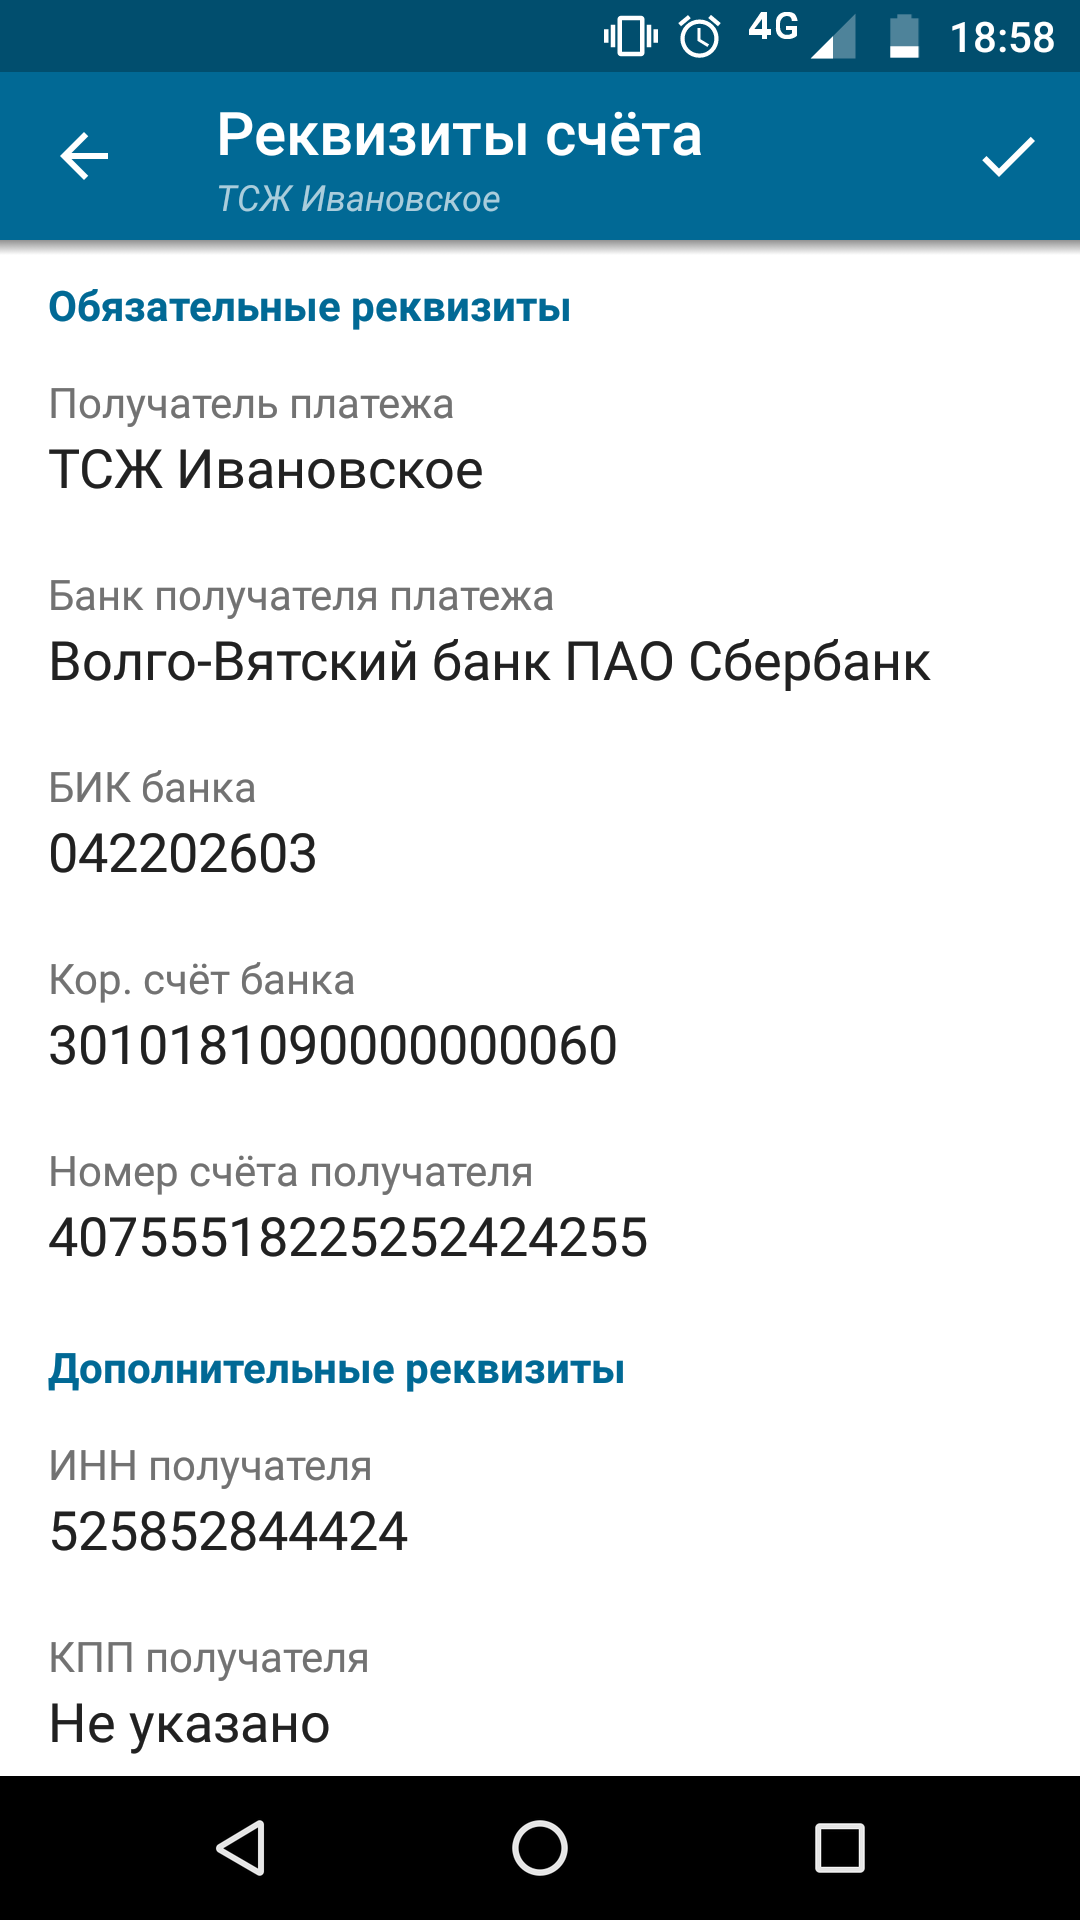 4G 18:58
Реквизиты счёта
ТСЖ Ивановское
Обязательные реквизиты
Получатель платежа
ТСЖ Ивановское
Банк получателя платежа
Волго-Вятский банк ПАО Сбербанк
БИК банка
042202603
Кор. счёт банка
3010181090000000060
Номер счёта получателя
40755518225252424255
Дополнительные реквизиты
ИНН получателя
525852844424
КПП получателя
Не указано